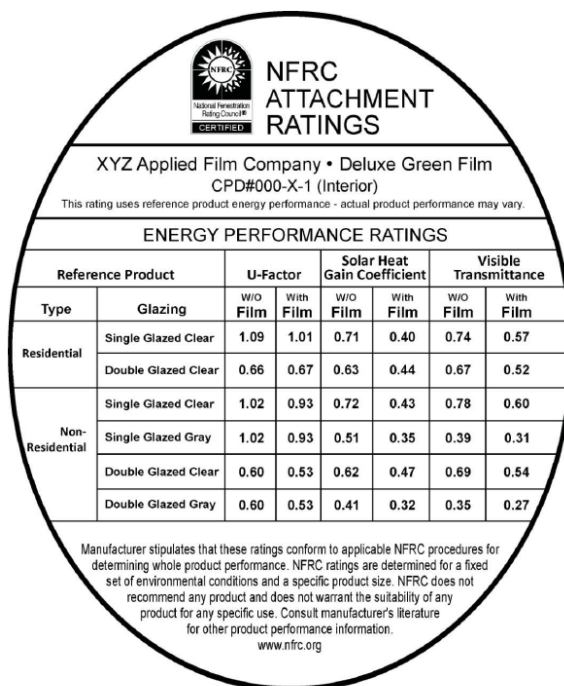 NFRC
National Fenestration
Rating Council®
CERTIFIED
NFRC
ATTACHMENT
RATINGS
XYZ Applied Film Company • Deluxe Green Film
CPD#000-X-1 (Interior)
This rating uses reference product energy performance - actual product performance may vary.
ENERGY PERFORMANCE RATINGS
Reference Product U-Factor Solar Heat Gain Coefficient Visible Transmittance
Type Glazing W/O Film With Film W/O Film With Film W/O Film With Film
Residential Single Glazed Clear 1.09 1.01 0.71 0.40 0.74 0.57
Double Glazed Clear 0.66 0.67 0.63 0.44 0.67 0.52
Non-Residential Single Glazed Clear 1.02 0.93 0.72 0.43 0.78 0.60
Single Glazed Gray 1.02 0.93 0.51 0.35 0.39 0.31
Double Glazed Clear 0.60 0.53 0.62 0.47 0.69 0.54
Double Glazed Gray 0.60 0.53 0.41 0.32 0.35 0.27
Manufacturer stipulates that these ratings conform to applicable NFRC procedures for
determining whole product performance. NFRC ratings are determined for a fixed
set of environmental conditions and a specific product size. NFRC does not
recommend any product and does not warrant the suitability of any
product for any specific use. Consult manufacturer's literature
for other product performance information.
www.nfrc.org